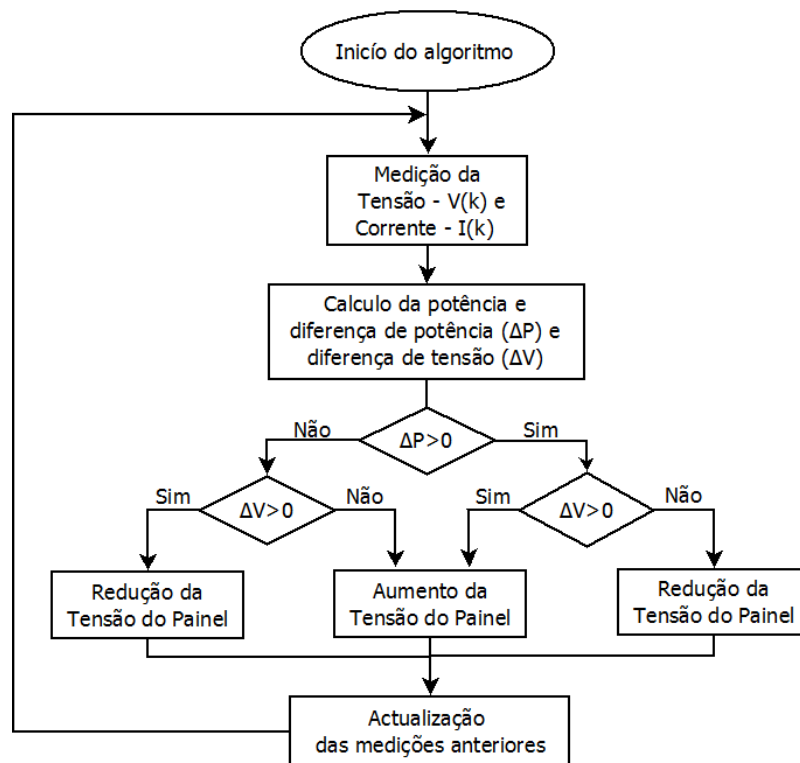 Inicío do algoritmo
Medição da
Tensão - V(k) e
Corrente - I(k)
Calculo da potência e
diferença de potência (ΔP) e
diferença de tensão (ΔV)
Não
ΔP>0
Sim
Sim
ΔV>0
Não
Sim
ΔV>0
Não
Redução da
Tensão do Painel
Aumento da
Tensão do Painel
Redução da
Tensão do Painel
Actualização
das medições anteriores